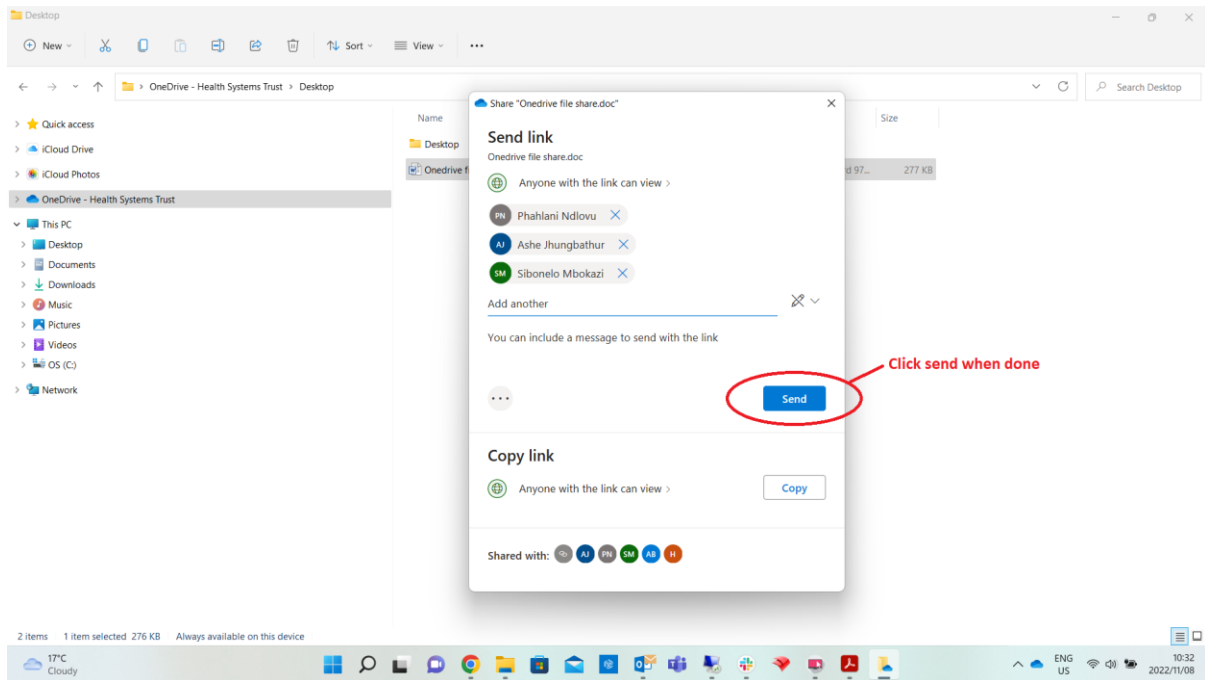 Desktop
New
Sort
View
OneDrive - Health Systems Trust > Desktop
Search Desktop
Quick access
iCloud Drive
iCloud Photos
OneDrive - Health Systems Trust
This PC
Desktop
Documents
Downloads
Music
Pictures
Videos
OS (C:)
Network
Name
Size
Desktop
Onedrive f
d 97... 277 KB
Share "Onedrive file share.doc"
Send link
Onedrive file share.doc
Anyone with the link can view >
PN Phahlani Ndlovu
AJ Ashe Jhungbathur
SM Sibonelo Mbokazi
Add another
You can include a message to send with the link
Send
Click send when done
Copy link
Anyone with the link can view >
Copy
Shared with: AJ PN SM AB H
2 items 1 item selected 276 KB Always available on this device
17°C
Cloudy
ENG
US
10:32
2022/11/08